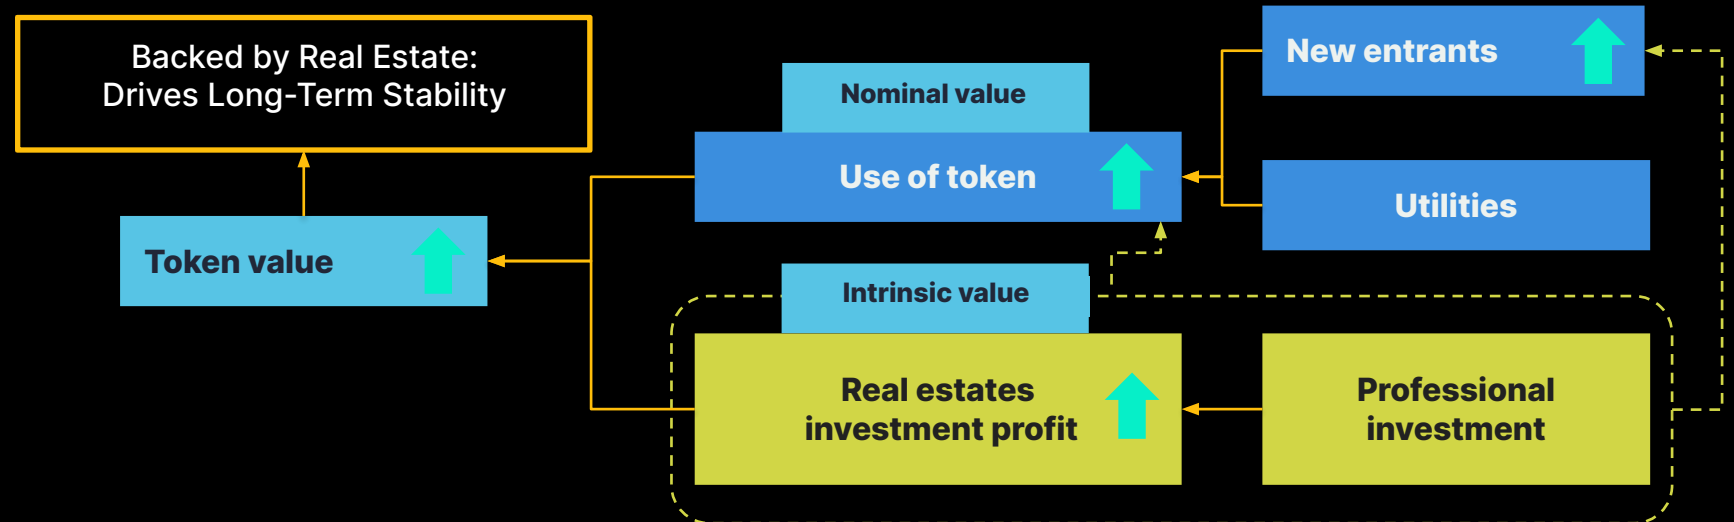 Backed by Real Estate:
Drives Long-Term Stability
Token value
Nominal value
Use of token
Intrinsic value
Real estates
investment profit
New entrants
Utilities
Professional
investment